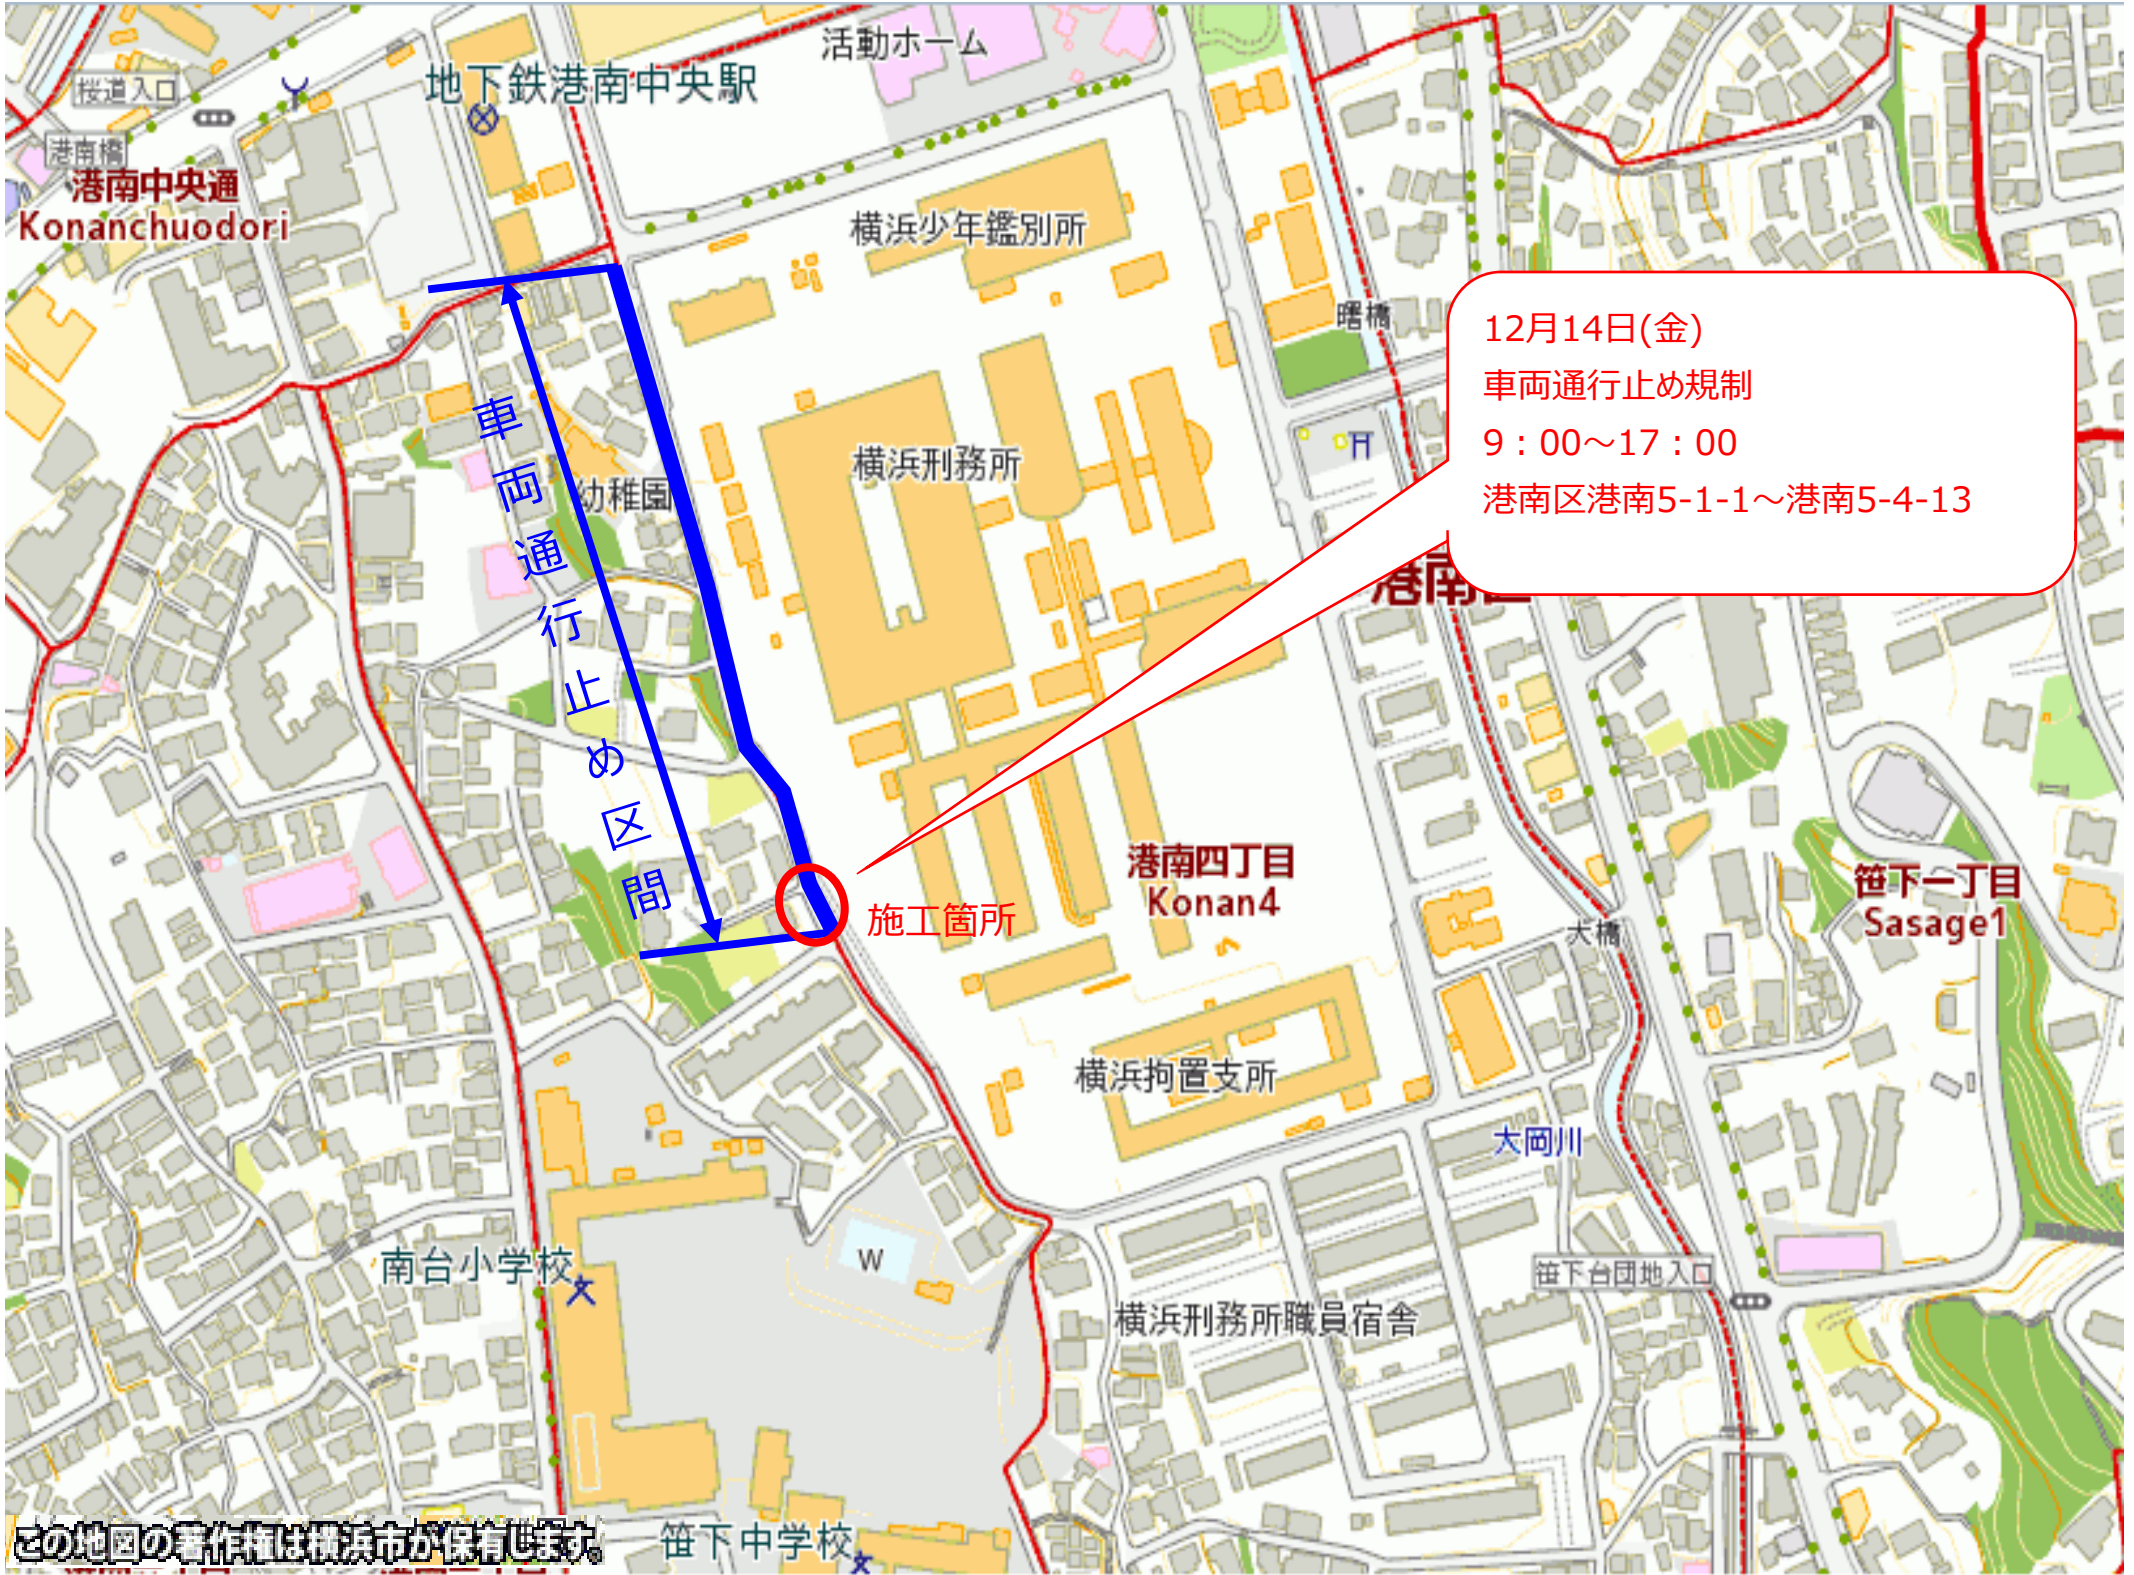 活動ホーム
地下鉄港南中央駅
桜道入口
港南橋
港南中央通
Konanchuodori
横浜少年鑑別所
曙橋
12月14日(金)
車両通行止め規制
9：00～17：00
港南区港南5-1-1～港南5-4-13
車両通行止め区間
横浜刑務所
幼稚園
港南区
港南四丁目
Konan4
笹下一丁目
Sasage1
施工箇所
大橋
横浜拘置支所
大岡川
南台小学校
W
笹下台団地入口
横浜刑務所職員宿舎
笹下中学校
この地図の著作権は横浜市が保有します。